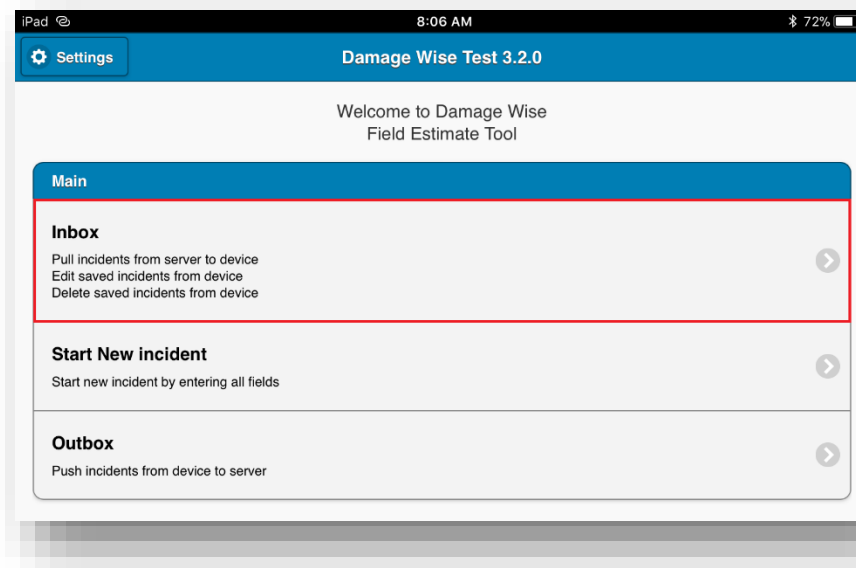 iPad 8:06 AM 72%
Settings Damage Wise Test 3.2.0
Welcome to Damage Wise
Field Estimate Tool
Main
Inbox
Pull incidents from server to device
Edit saved incidents from device
Delete saved incidents from device
Start New incident
Start new incident by entering all fields
Outbox
Push incidents from device to server